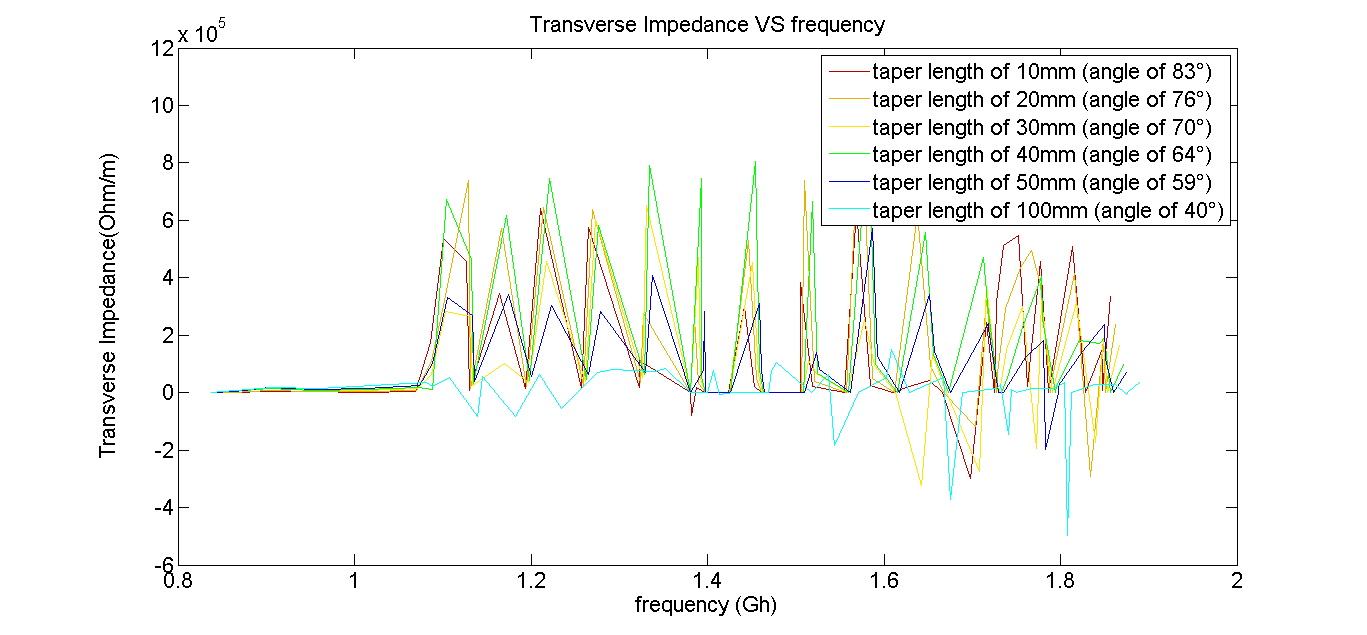 Transverse Impedance VS frequency
x 10^5
12
10
8
6
4
2
0
-2
-4
-6
Transverse Impedance(Ohm/m)
taper length of 10mm (angle of 83°)
taper length of 20mm (angle of 76°)
taper length of 30mm (angle of 70°)
taper length of 40mm (angle of 64°)
taper length of 50mm (angle of 59°)
taper length of 100mm (angle of 40°)
0.8 1 1.2 1.4 1.6 1.8 2
frequency (Gh)